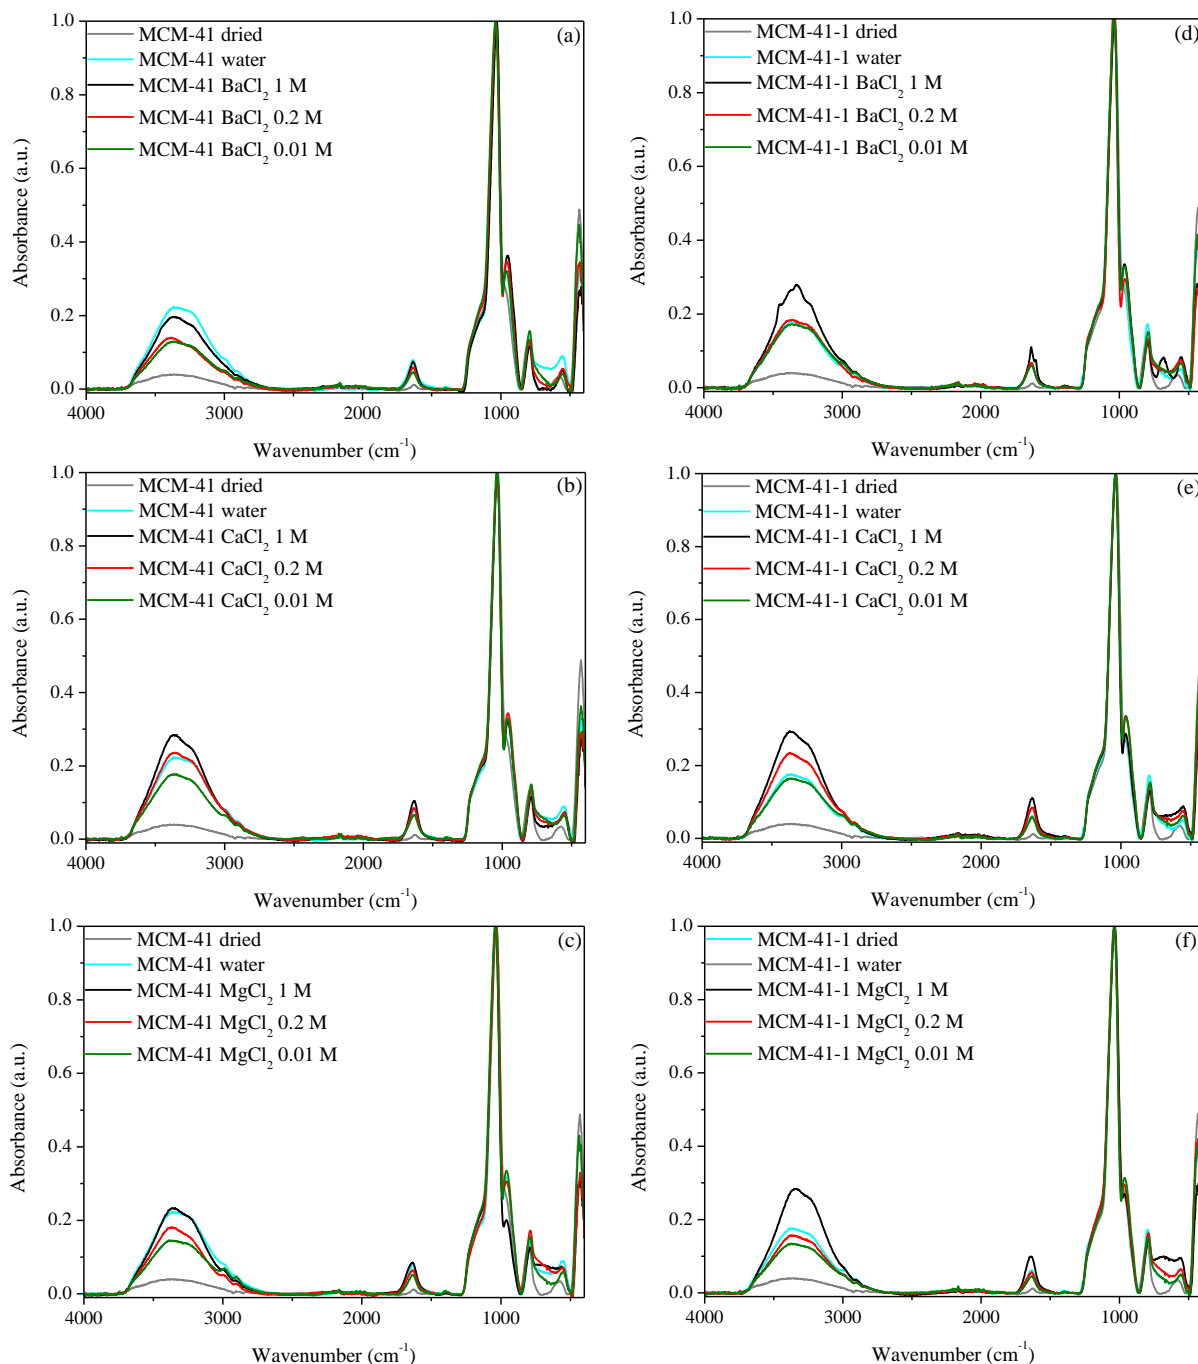 (a)
MCM-41 dried
MCM-41 water
MCM-41 BaCl₂ 1 M
MCM-41 BaCl₂ 0.2 M
MCM-41 BaCl₂ 0.01 M
1.0
0.8
0.6
0.4
0.2
0.0
4000 3000 2000 1000
Absorbance (a.u.)
Wavenumber (cm⁻¹)
(d)
MCM-41-1 dried
MCM-41-1 water
MCM-41-1 BaCl₂ 1 M
MCM-41-1 BaCl₂ 0.2 M
MCM-41-1 BaCl₂ 0.01 M
1.0
0.8
0.6
0.4
0.2
0.0
4000 3000 2000 1000
Absorbance (a.u.)
Wavenumber (cm⁻¹)
(b)
MCM-41 dried
MCM-41 water
MCM-41 CaCl₂ 1 M
MCM-41 CaCl₂ 0.2 M
MCM-41 CaCl₂ 0.01 M
1.0
0.8
0.6
0.4
0.2
0.0
4000 3000 2000 1000
Absorbance (a.u.)
Wavenumber (cm⁻¹)
(e)
MCM-41-1 dried
MCM-41-1 water
MCM-41-1 CaCl₂ 1 M
MCM-41-1 CaCl₂ 0.2 M
MCM-41-1 CaCl₂ 0.01 M
1.0
0.8
0.6
0.4
0.2
0.0
4000 3000 2000 1000
Absorbance (a.u.)
Wavenumber (cm⁻¹)
(c)
MCM-41 dried
MCM-41 water
MCM-41 MgCl₂ 1 M
MCM-41 MgCl₂ 0.2 M
MCM-41 MgCl₂ 0.01 M
1.0
0.8
0.6
0.4
0.2
0.0
4000 3000 2000 1000
Absorbance (a.u.)
Wavenumber (cm⁻¹)
(f)
MCM-41-1 dried
MCM-41-1 water
MCM-41-1 MgCl₂ 1 M
MCM-41-1 MgCl₂ 0.2 M
MCM-41-1 MgCl₂ 0.01 M
1.0
0.8
0.6
0.4
0.2
0.0
4000 3000 2000 1000
Absorbance (a.u.)
Wavenumber (cm⁻¹)